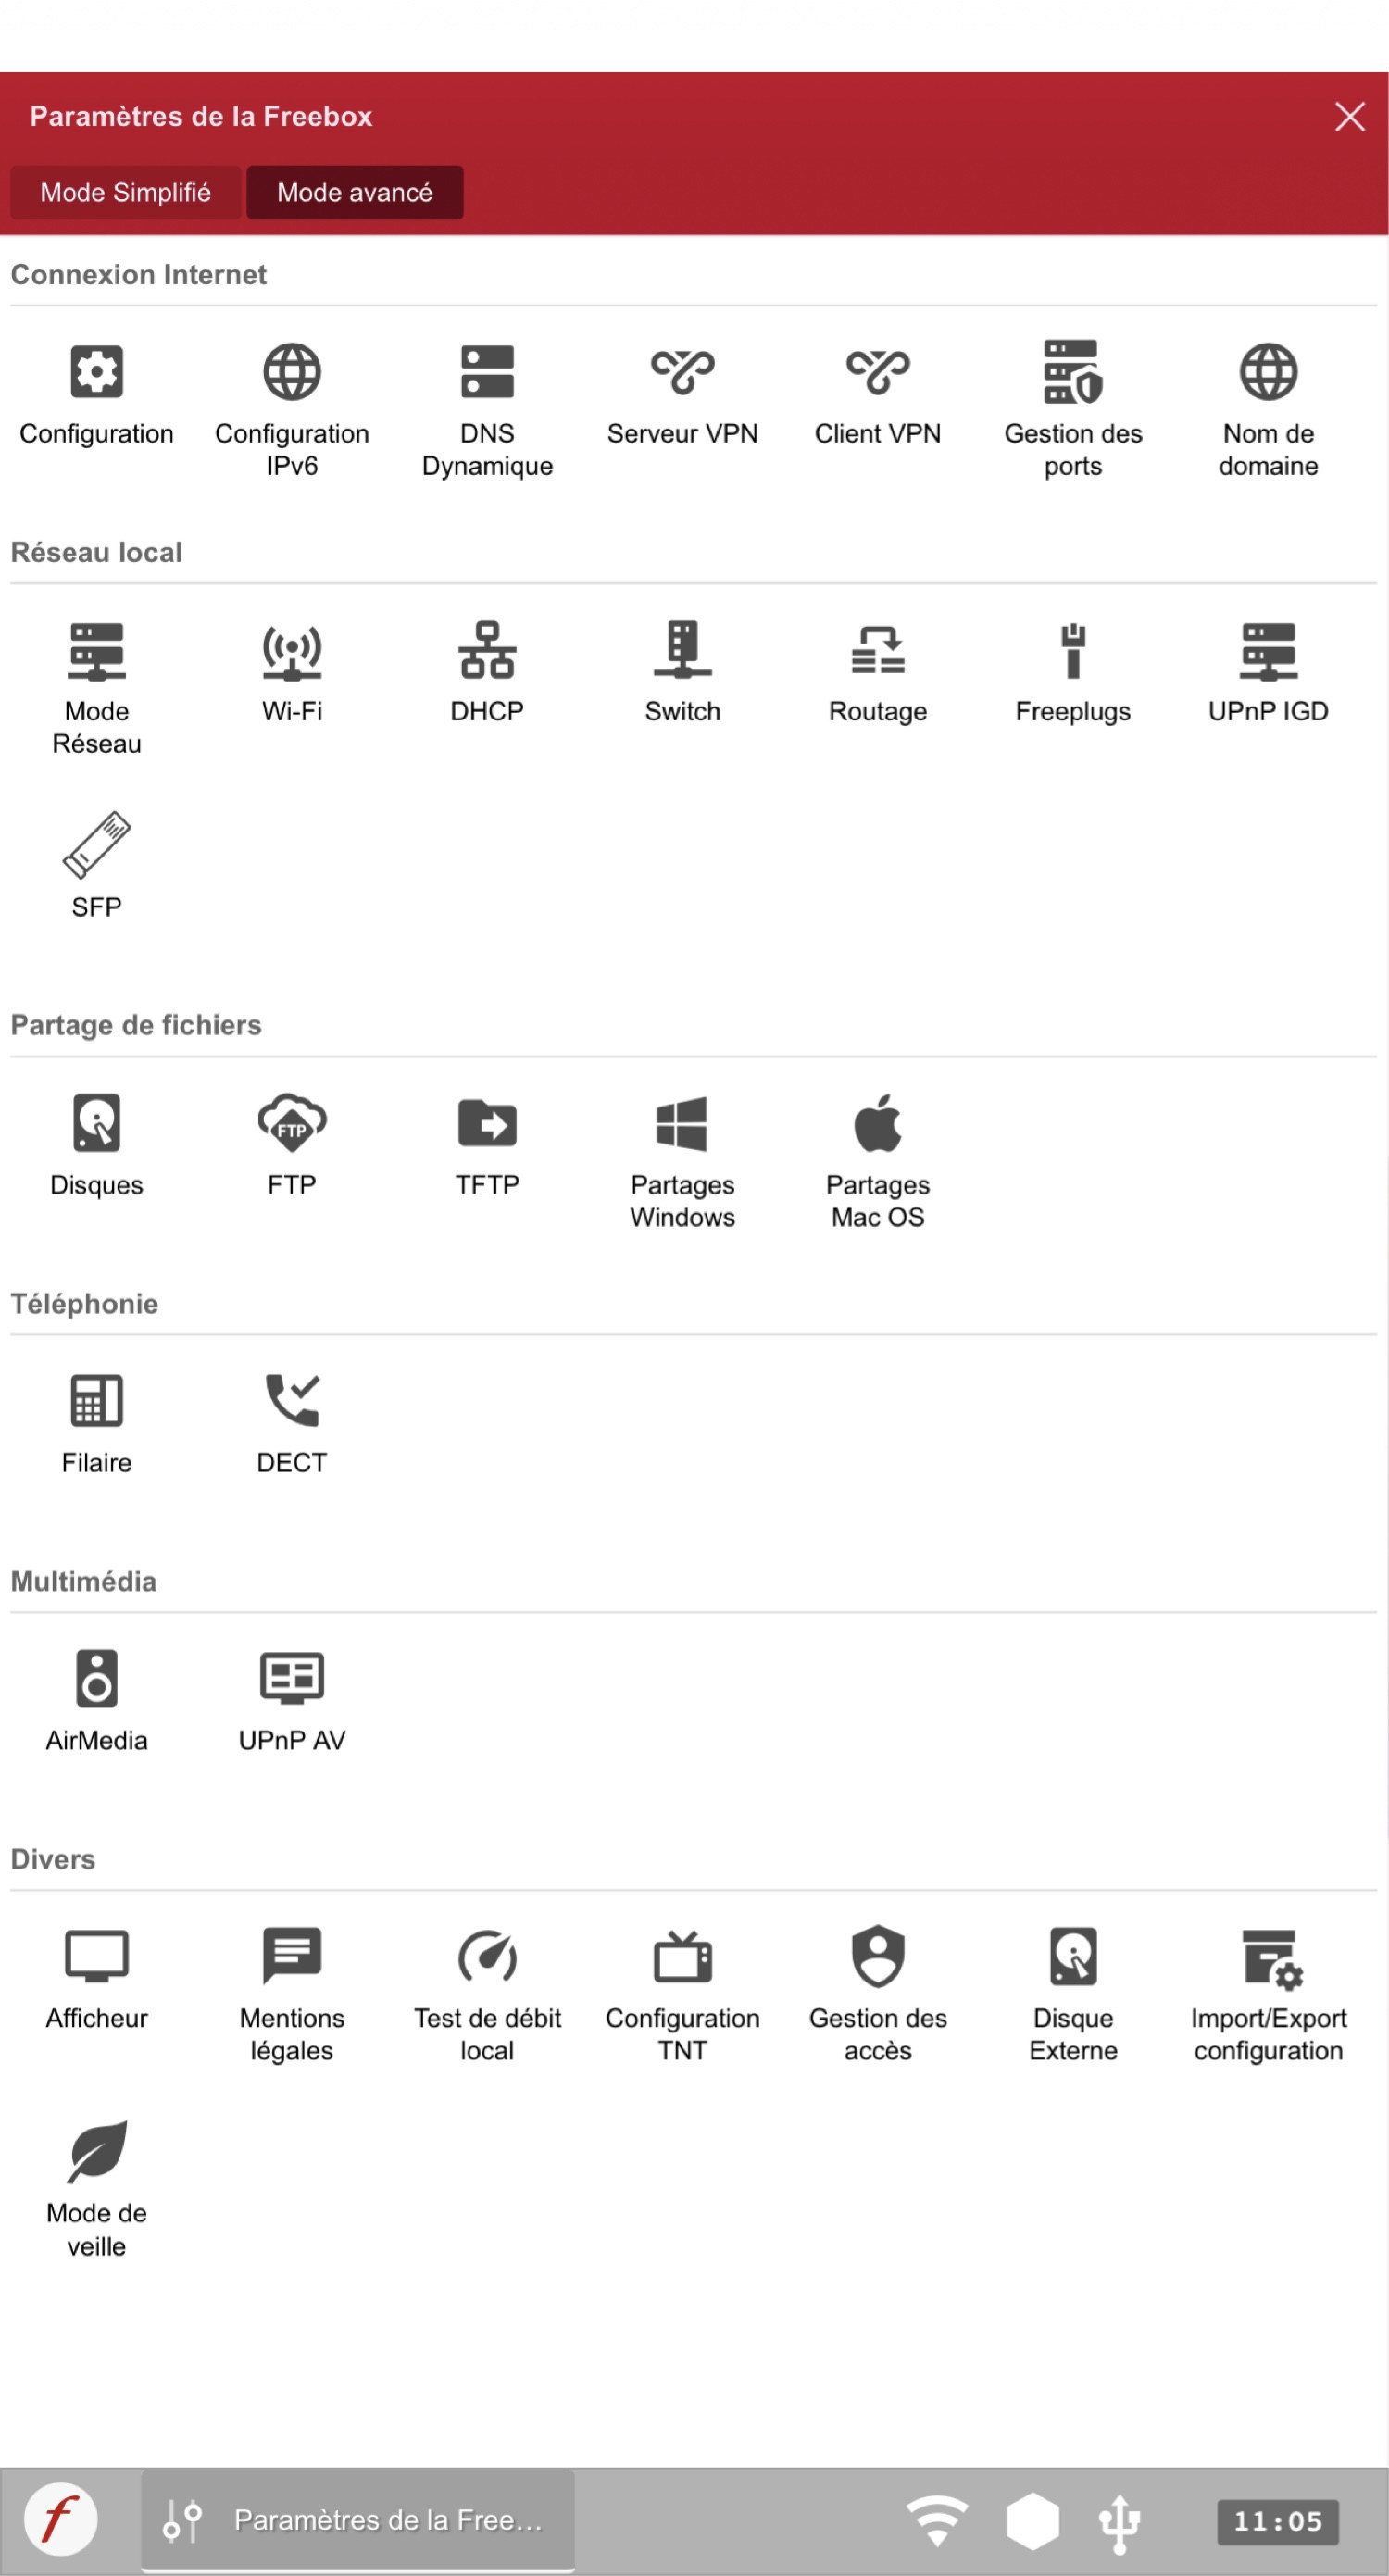 Paramètres de la Freebox
Mode Simplifié Mode avancé
Connexion Internet
Configuration Configuration DNS Serveur VPN Client VPN Gestion des Nom de
IPv6 Dynamique ports domaine
Réseau local
Mode Wi-Fi DHCP Switch Routage Freeplugs UPnP IGD
Réseau
SFP
Partage de fichiers
FTP
Disques FTP TFTP Partages Partages
Windows Mac OS
Téléphonie
Filaire DECT
Multimédia
AirMedia UPnP AV
Divers
Afficheur Mentions Test de débit Configuration Gestion des Disque Import/Export
légales local TNT accès Externe configuration
Mode de
veille
f Paramètres de la Free... 11:05